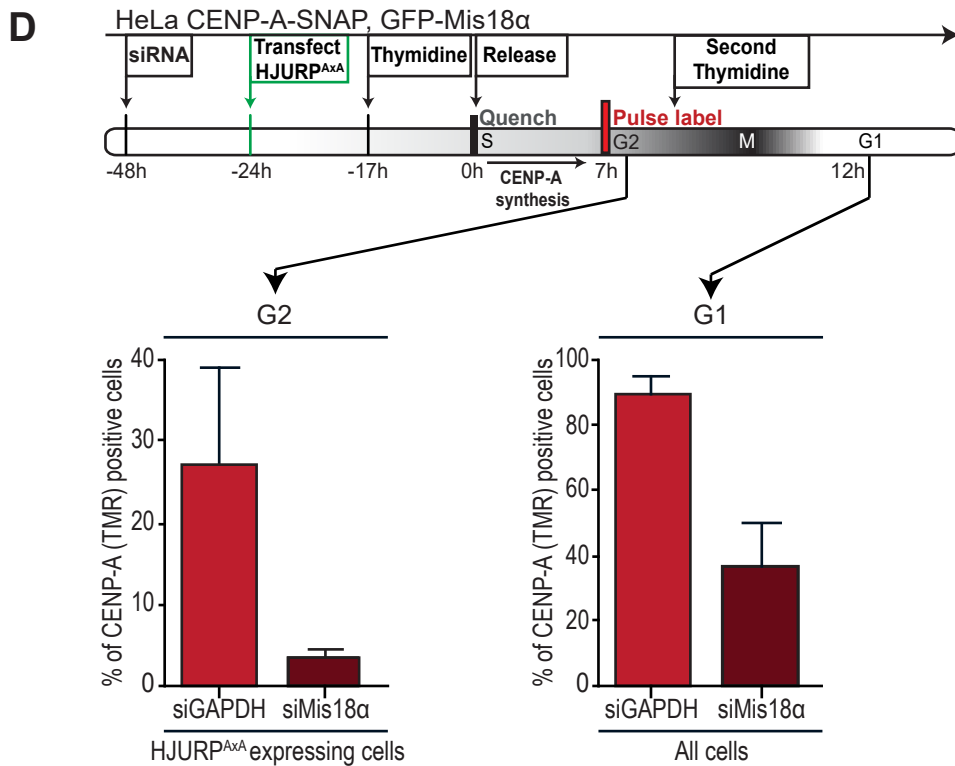 D
HeLa CENP-A-SNAP, GFP-Mis18α
siRNA
Transfect
HJURPAxA
Thymidine
Release
Second
Thymidine
Quench
Pulse label
S
G2
M
G1
-48h
-24h
-17h
0h
CENP-A
synthesis
7h
12h
G2
% of CENP-A (TMR) positive cells
40
30
20
10
0
siGAPDH
siMis18α
HJURPAxA expressing cells
G1
% of CENP-A (TMR) positive cells
100
80
60
40
20
0
siGAPDH
siMis18α
All cells